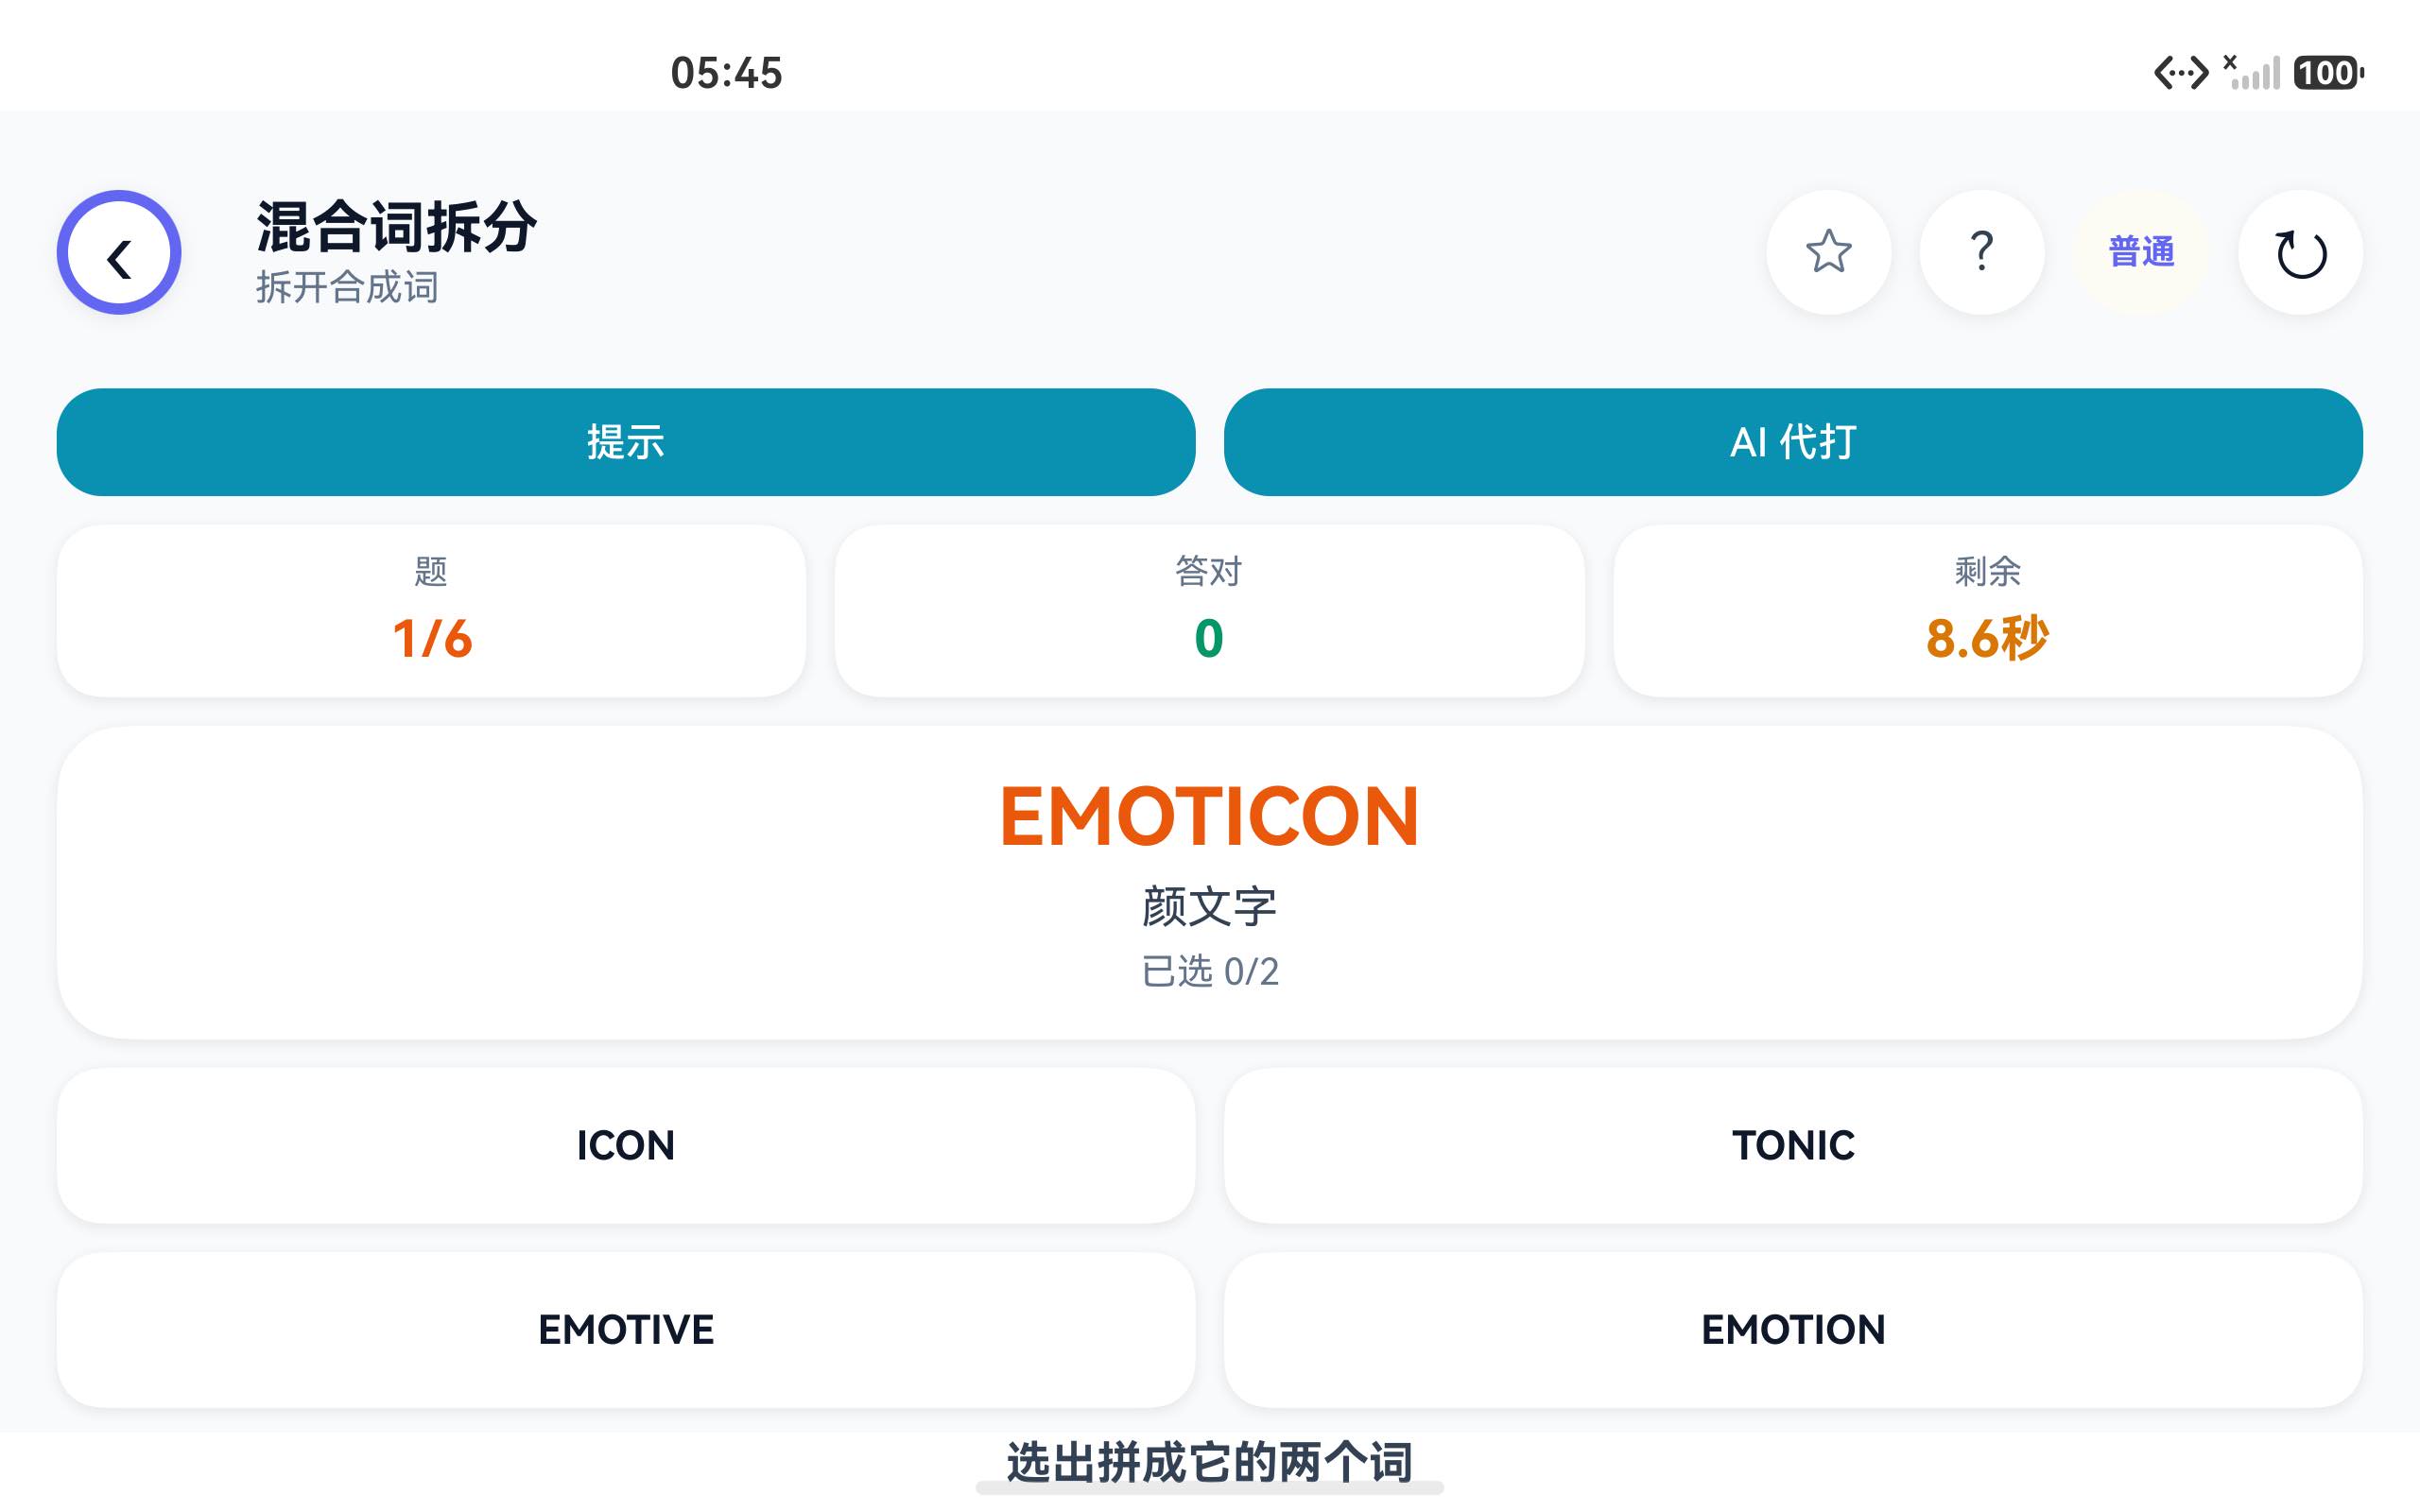 05:45
100
混合词拆分
拆开合成词
?
普通
提示
AI 代打
题
1/6
答对
0
剩余
8.6秒
EMOTICON
颜文字
已选 0/2
ICON
TONIC
EMOTIVE
EMOTION
选出拼成它的两个词